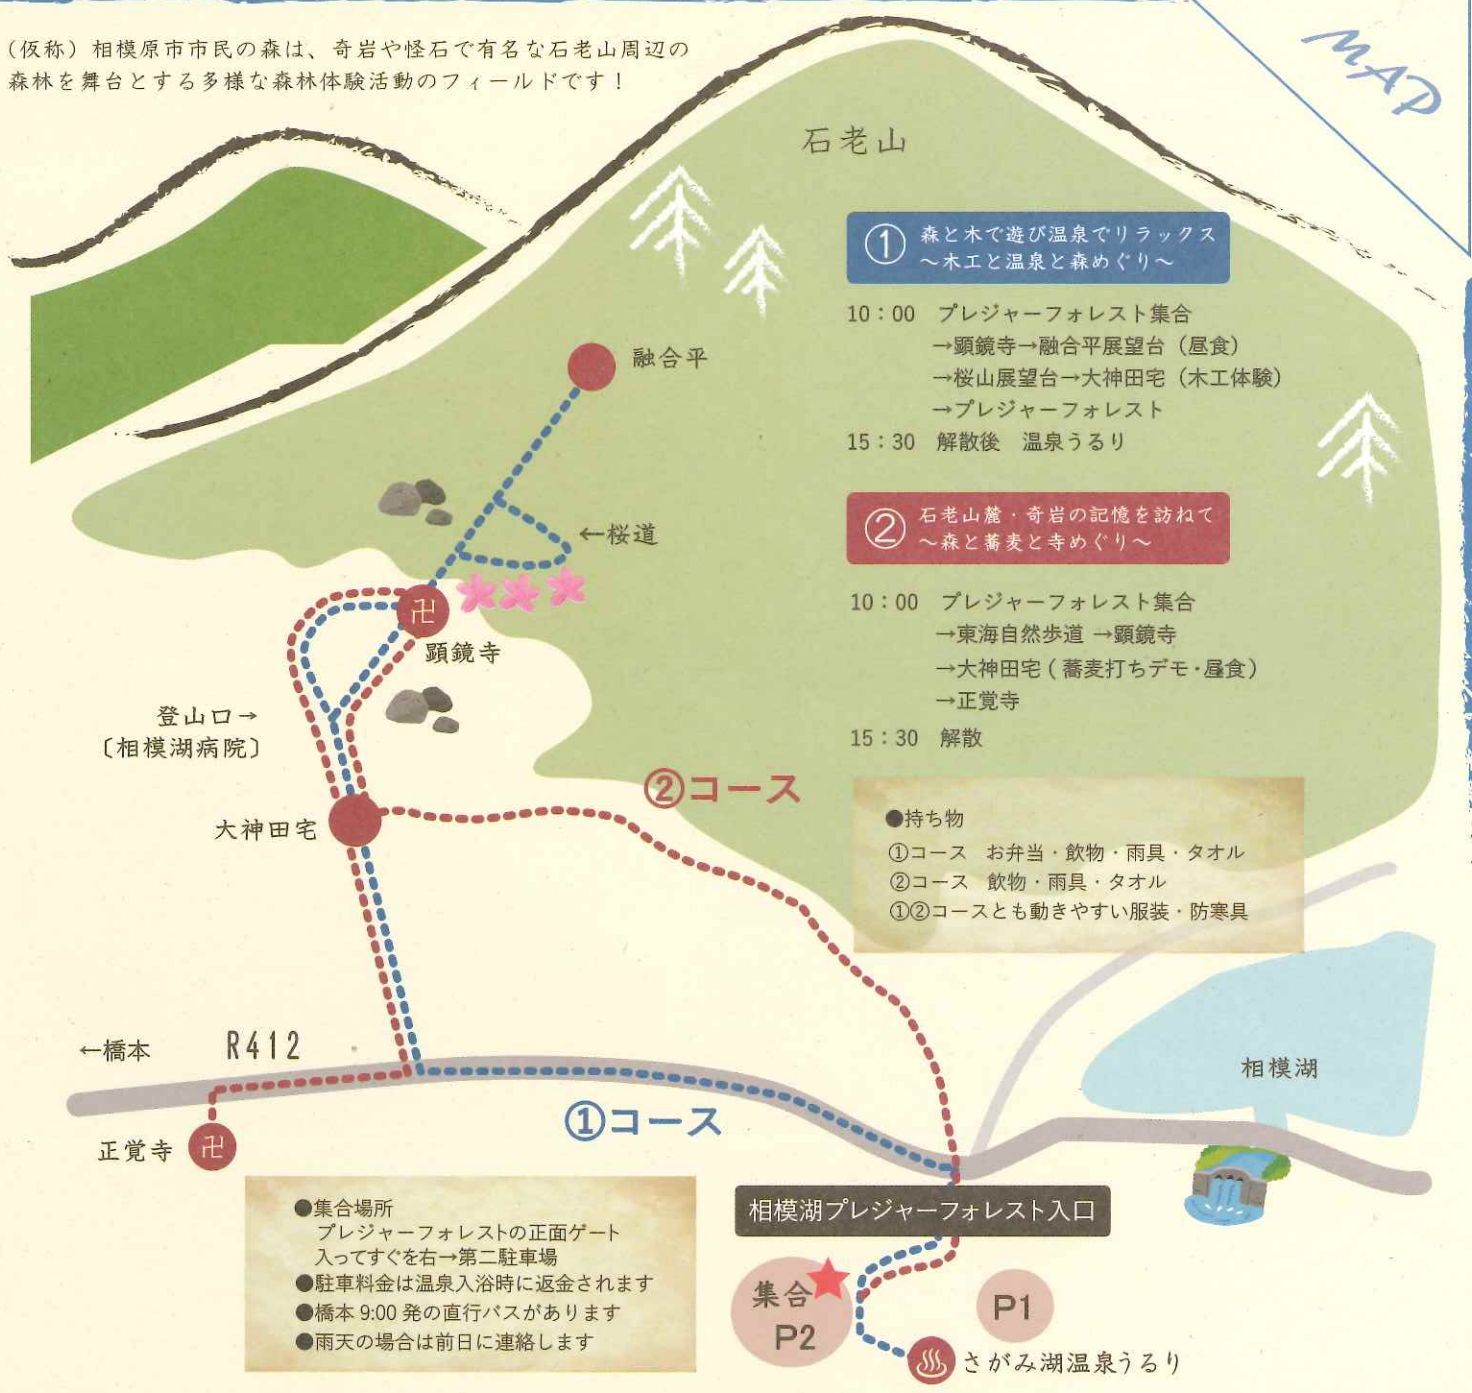 (仮称)相模原市市民の森は、奇岩や怪石で有名な石老山周辺の
森林を舞台とする多様な森林体験活動のフィールドです！
MAP
石老山
① 森と木で遊び温泉でリラックス
～木工と温泉と森めぐり～
10：00 プレジャーフォレスト集合
→顕鏡寺→融合平展望台（昼食）
→桜山展望台→大神田宅（木工体験）
→プレジャーフォレスト
15：30 解散後 温泉うるり
融合平
② 石老山麓・奇岩の記憶を訪ねて
～森と蕎麦と寺めぐり～
10：00 プレジャーフォレスト集合
→東海自然歩道 →顕鏡寺
→大神田宅（蕎麦打ちデモ・昼食）
→正覚寺
15：30 解散
←桜道
卍
顕鏡寺
登山口→
〔相模湖病院〕
大神田宅
②コース
●持ち物
①コース お弁当・飲物・雨具・タオル
②コース 飲物・雨具・タオル
①②コースとも動きやすい服装・防寒具
←橋本
R412
相模湖
①コース
正覚寺
卍
●集合場所
プレジャーフォレストの正面ゲート
入ってすぐを右→第二駐車場
●駐車料金は温泉入浴時に返金されます
●橋本 9:00 発の直行バスがあります
●雨天の場合は前日に連絡します
相模湖プレジャーフォレスト入口
集合
P2
P1
さがみ湖温泉うるり